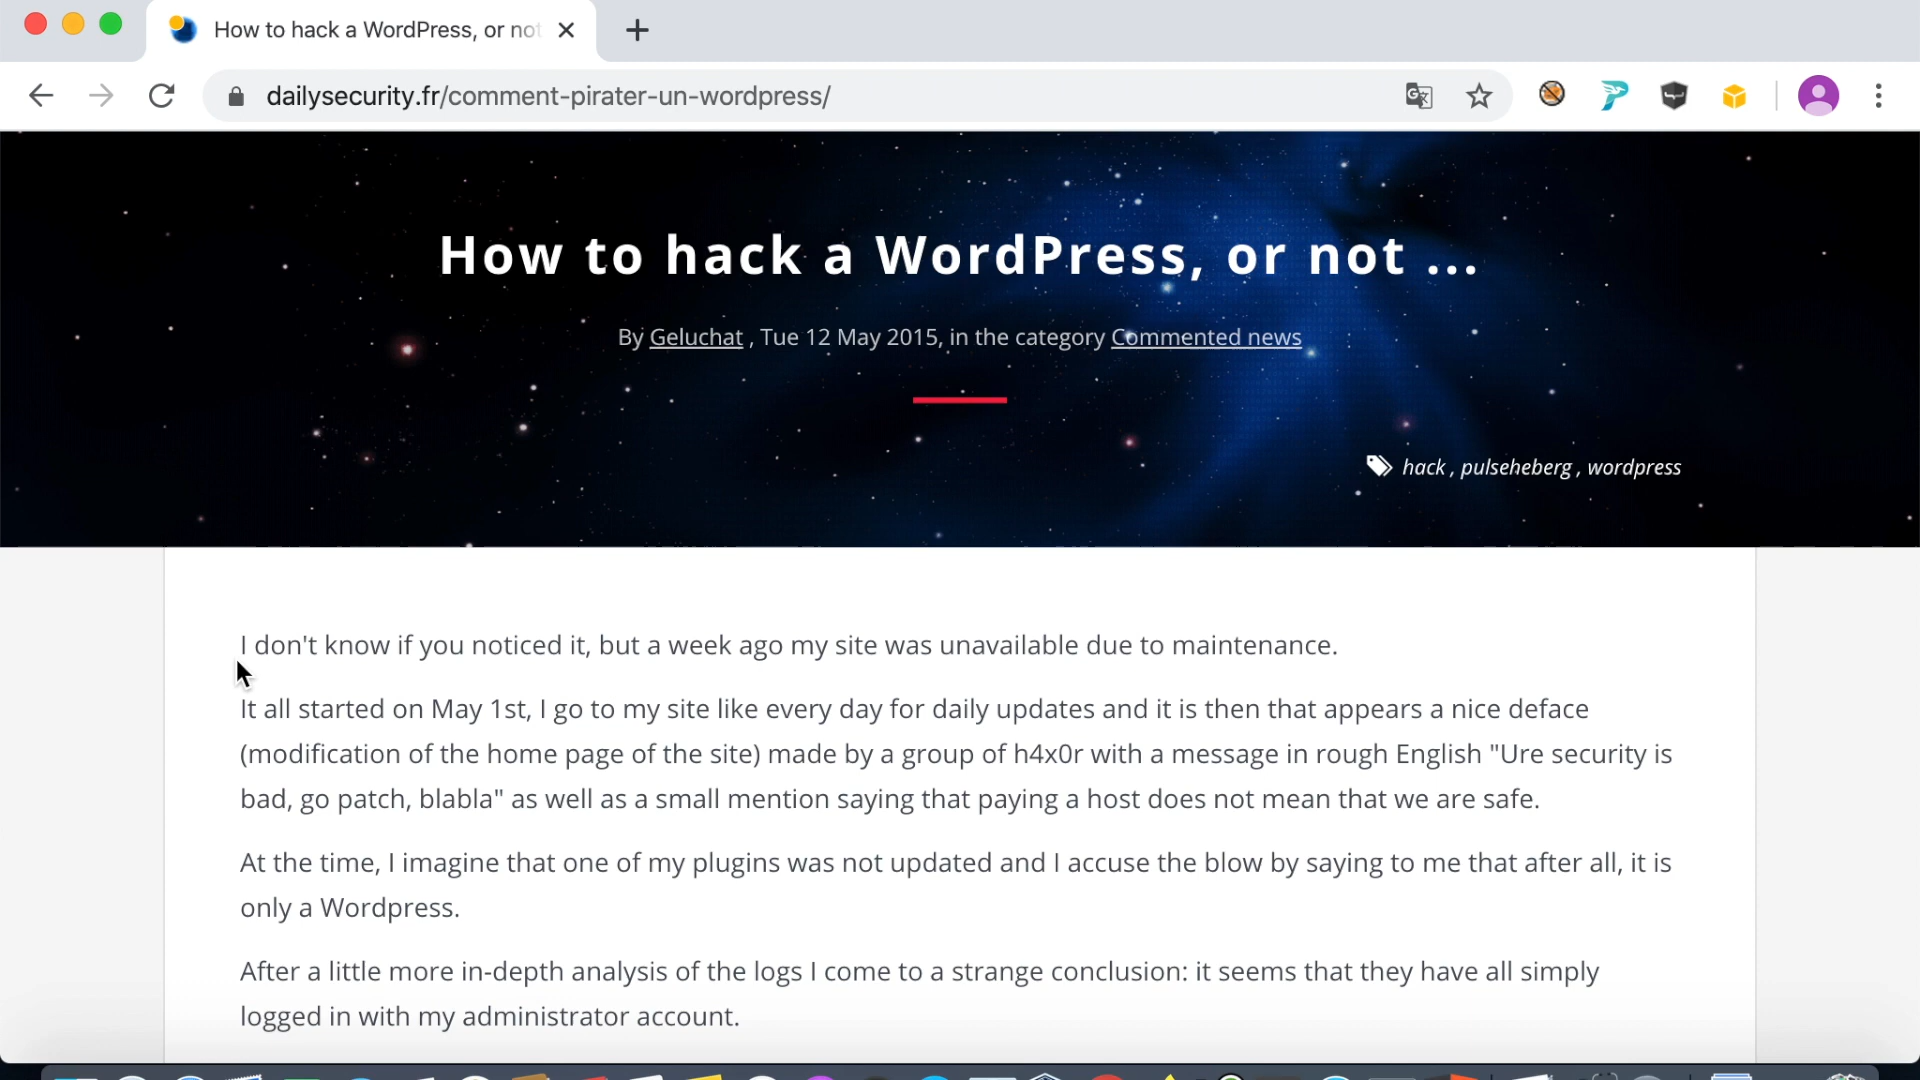 How to hack a WordPress, or not
dailysecurity.fr/comment-pirater-un-wordpress/
How to hack a WordPress, or not ...
By Geluchat , Tue 12 May 2015, in the category Commented news
hack , pulseheberg , wordpress
I don't know if you noticed it, but a week ago my site was unavailable due to maintenance.
It all started on May 1st, I go to my site like every day for daily updates and it is then that appears a nice deface
(modification of the home page of the site) made by a group of h4x0r with a message in rough English "Ure security is
bad, go patch, blabla" as well as a small mention saying that paying a host does not mean that we are safe.
At the time, I imagine that one of my plugins was not updated and I accuse the blow by saying to me that after all, it is
only a Wordpress.
After a little more in-depth analysis of the logs I come to a strange conclusion: it seems that they have all simply
logged in with my administrator account.